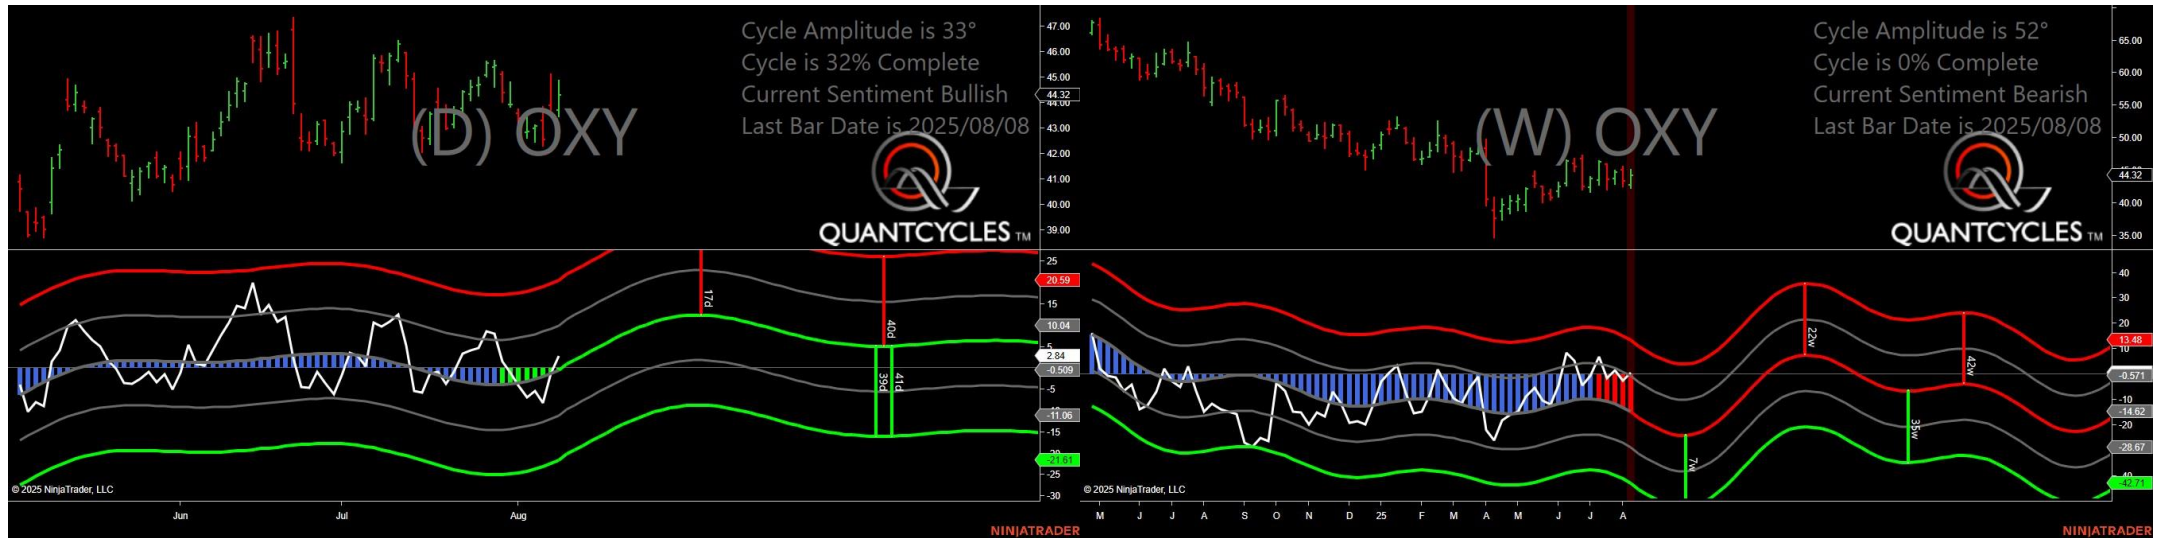 Cycle Amplitude is 33°
Cycle is 32% Complete
Current Sentiment Bullish
Last Bar Date is 2025/08/08
(D) OXY
QUANTCYCLES TM
47.00
46.00
45.00
44.32
44.00
43.00
42.00
41.00
40.00
39.00
25
20.59
15
10.04
5
2.84
-0.509
-5
-11.06
-15
-21.61
-25
-30
17d
40d
39d
41d
© 2025 NinjaTrader, LLC
Jun Jul Aug
NINJATRADER
Cycle Amplitude is 52°
Cycle is 0% Complete
Current Sentiment Bearish
Last Bar Date is 2025/08/08
(W) OXY
QUANTCYCLES TM
65.00
60.00
55.00
50.00
44.32
40.00
35.00
40
30
20
13.48
10
-0.571
-10
-14.62
-20
-28.67
-42.71
22w
42w
35w
7w
© 2025 NinjaTrader, LLC
M J J A S O N D 25 F M A M J J A
NINJATRADER